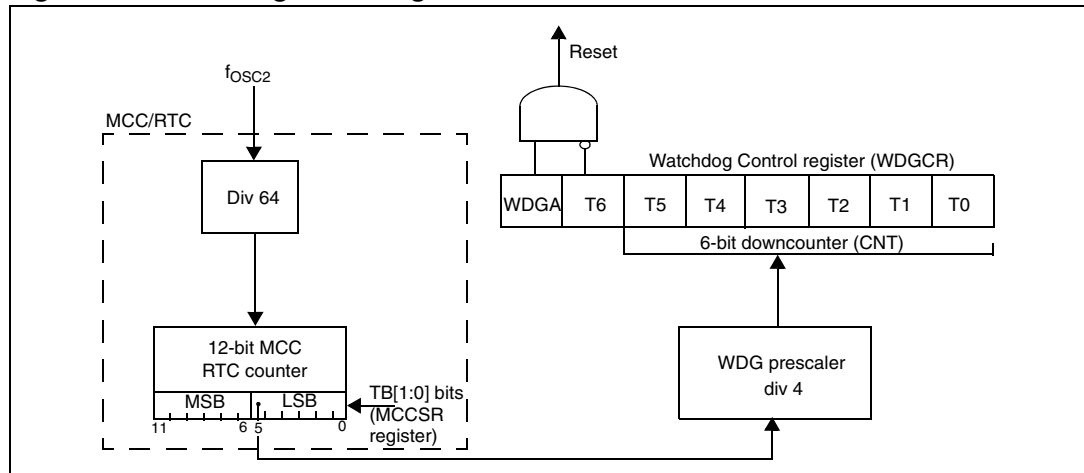 Reset
fOSC2
MCC/RTC
Div 64
Watchdog Control register (WDGCR)
WDGA T6 T5 T4 T3 T2 T1 T0
6-bit downcounter (CNT)
12-bit MCC
RTC counter
MSB LSB
11 6 5 0
TB[1:0] bits
(MCCSR
register)
WDG prescaler
div 4